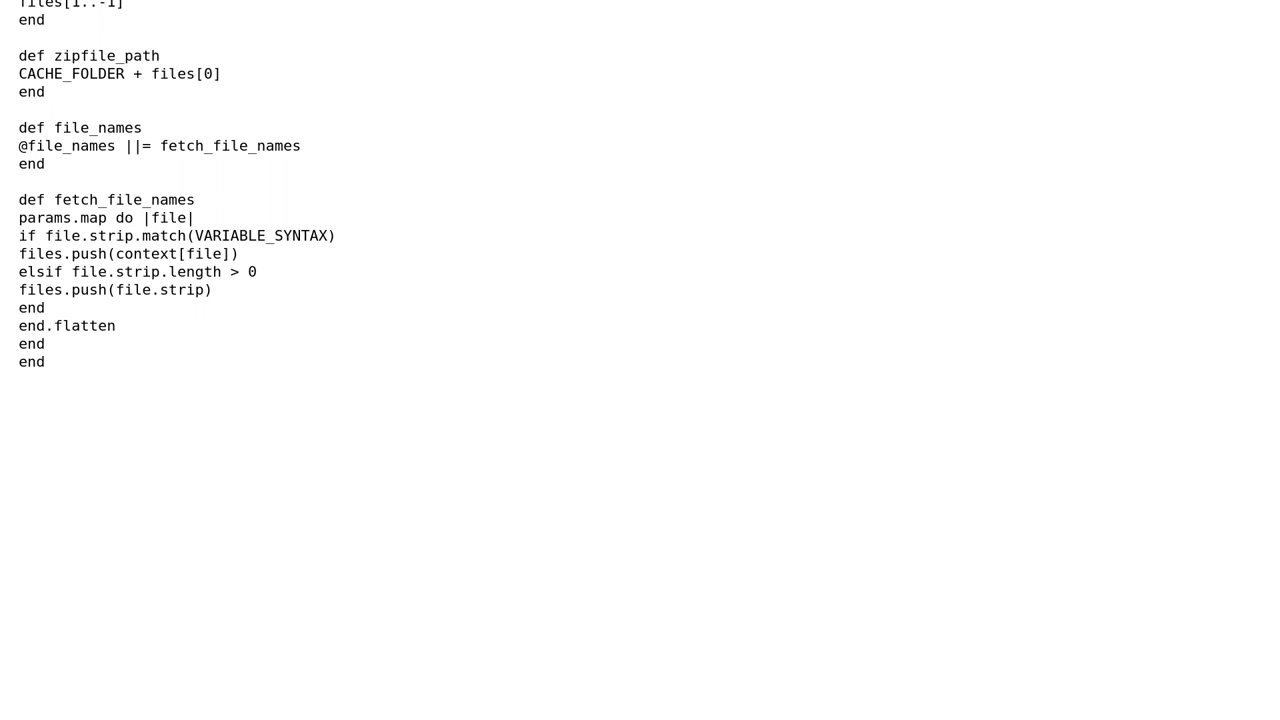 files[1..-1]
end

def zipfile_path
CACHE_FOLDER + files[0]
end

def file_names
@file_names ||= fetch_file_names
end

def fetch_file_names
params.map do |file|
if file.strip.match(VARIABLE_SYNTAX)
files.push(context[file])
elsif file.strip.length > 0
files.push(file.strip)
end
end.flatten
end
end